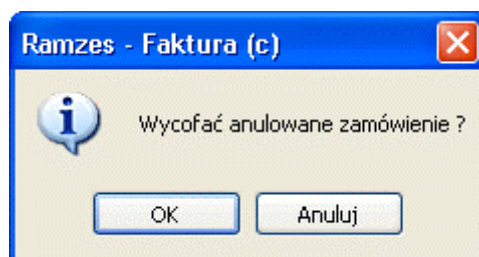 Ramzes - Faktura (c)
Wycofać anulowane zamówienie ?
OK Anuluj